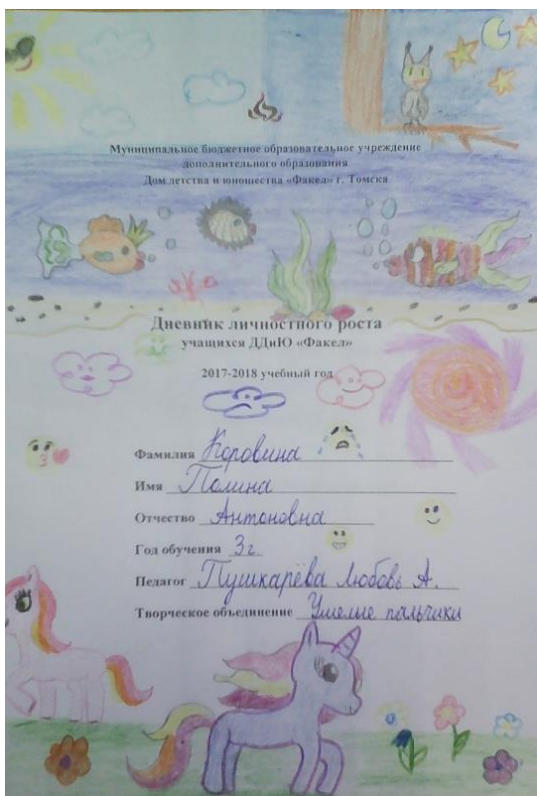 Муниципальное бюджетное образовательное учреждение
дополнительного образования
Дом детства и юношества «Факел» г. Томска
Дневник личностного роста
учащихся ДДиЮ «Факел»
2017-2018 учебный год
Фамилия Коровина
Имя Полина
Отчество Антоновна
Год обучения 3 г.
Педагог Пушкарёва Любовь А.
Творческое объединение Умелые пальчики